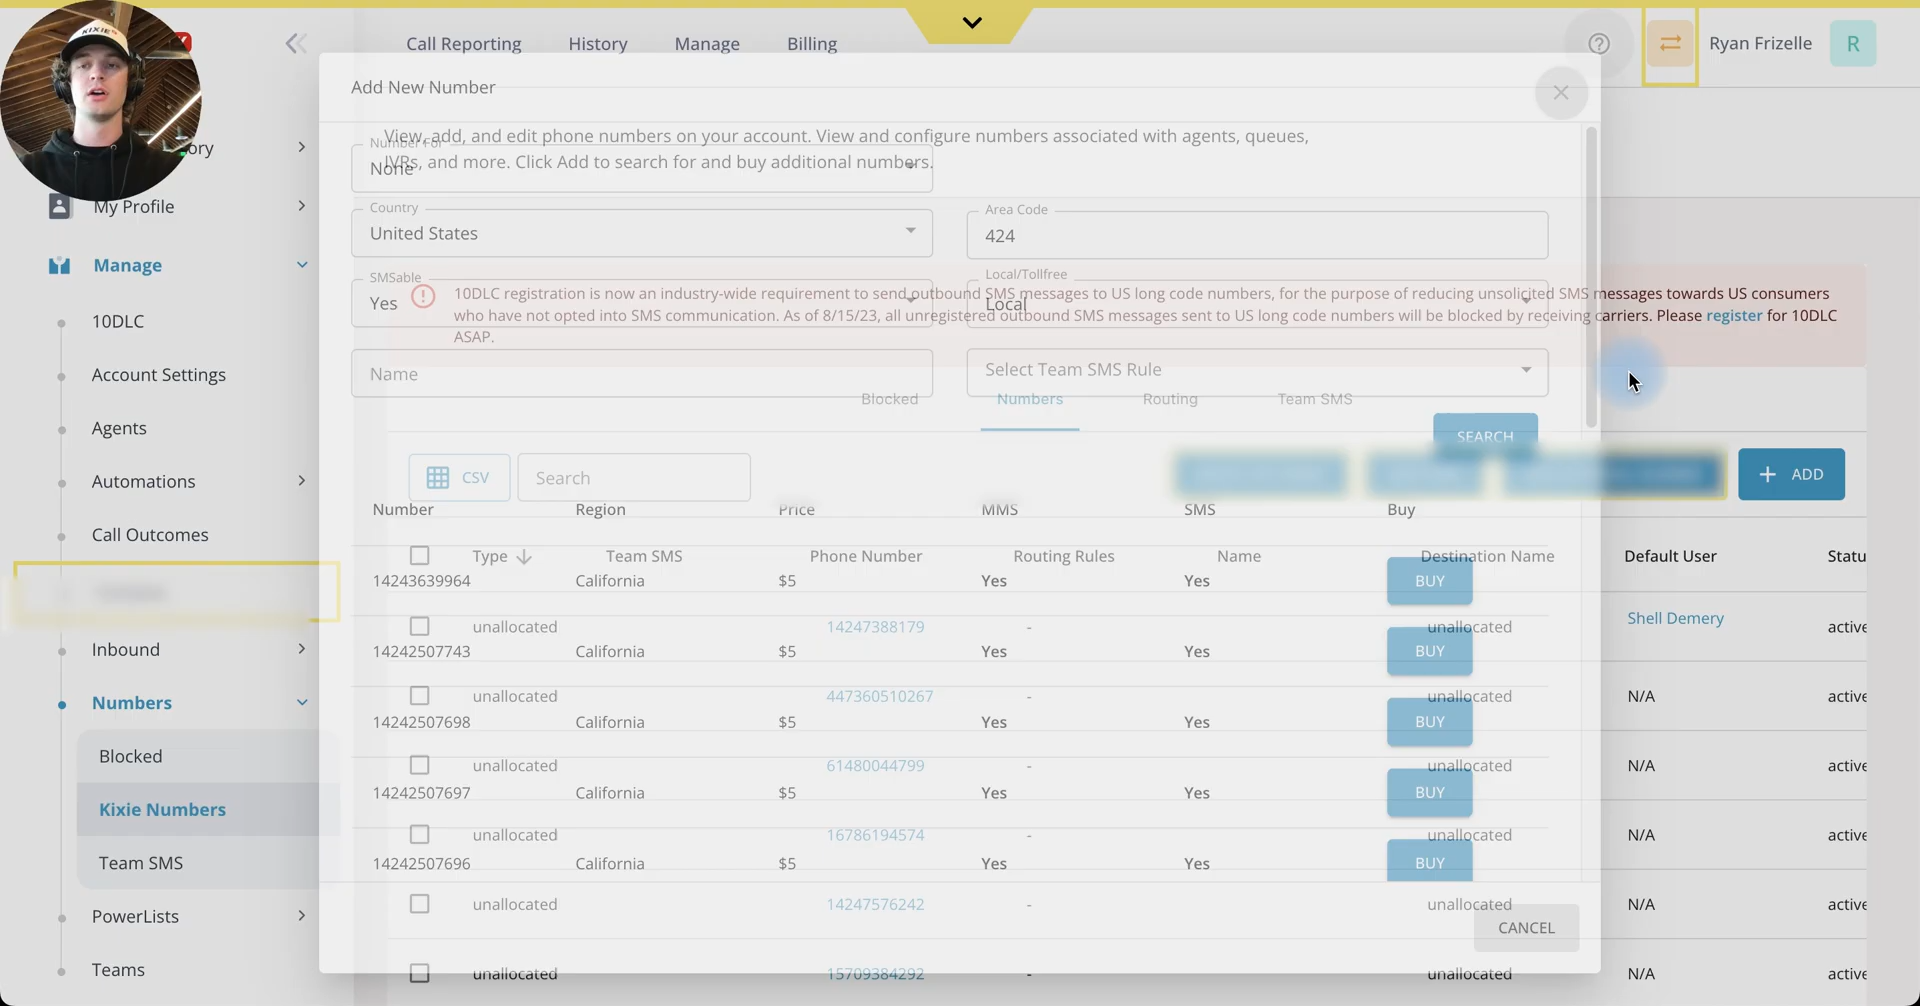 KIXIE
Call Reporting
History
Manage
Billing
Ryan Frizelle
R
Add New Number
View, add, and edit phone numbers on your account. View and configure numbers associated with agents, queues,
IVRs, and more. Click Add to search for and buy additional numbers.
Number For
None
Country
United States
Area Code
424
SMSable
Yes
Local/Tollfree
Local
10DLC registration is now an industry-wide requirement to send outbound SMS messages to US long code numbers, for the purpose of reducing unsolicited SMS messages towards US consumers
who have not opted into SMS communication. As of 8/15/23, all unregistered outbound SMS messages sent to US long code numbers will be blocked by receiving carriers. Please register for 10DLC
ASAP.
Name
Select Team SMS Rule
Blocked
Numbers
Routing
Team SMS
SEARCH
CSV
Search
+ ADD
Number Region Price MMS SMS Buy
Type Team SMS Phone Number Routing Rules Name Destination Name Default User Statu
14243639964 California $5 Yes Yes BUY
unallocated 14247388179 - unallocated Shell Demery active
14242507743 California $5 Yes Yes BUY
unallocated 447360510267 - unallocated N/A active
14242507698 California $5 Yes Yes BUY
unallocated 61480044799 - unallocated N/A active
14242507697 California $5 Yes Yes BUY
unallocated 16786194574 - unallocated N/A active
14242507696 California $5 Yes Yes BUY
unallocated 14247576242 - unallocated N/A active
CANCEL
unallocated 15709384292 - unallocated N/A active
ory
My Profile
Manage
10DLC
Account Settings
Agents
Automations
Call Outcomes
Inbound
Numbers
Blocked
Kixie Numbers
Team SMS
PowerLists
Teams